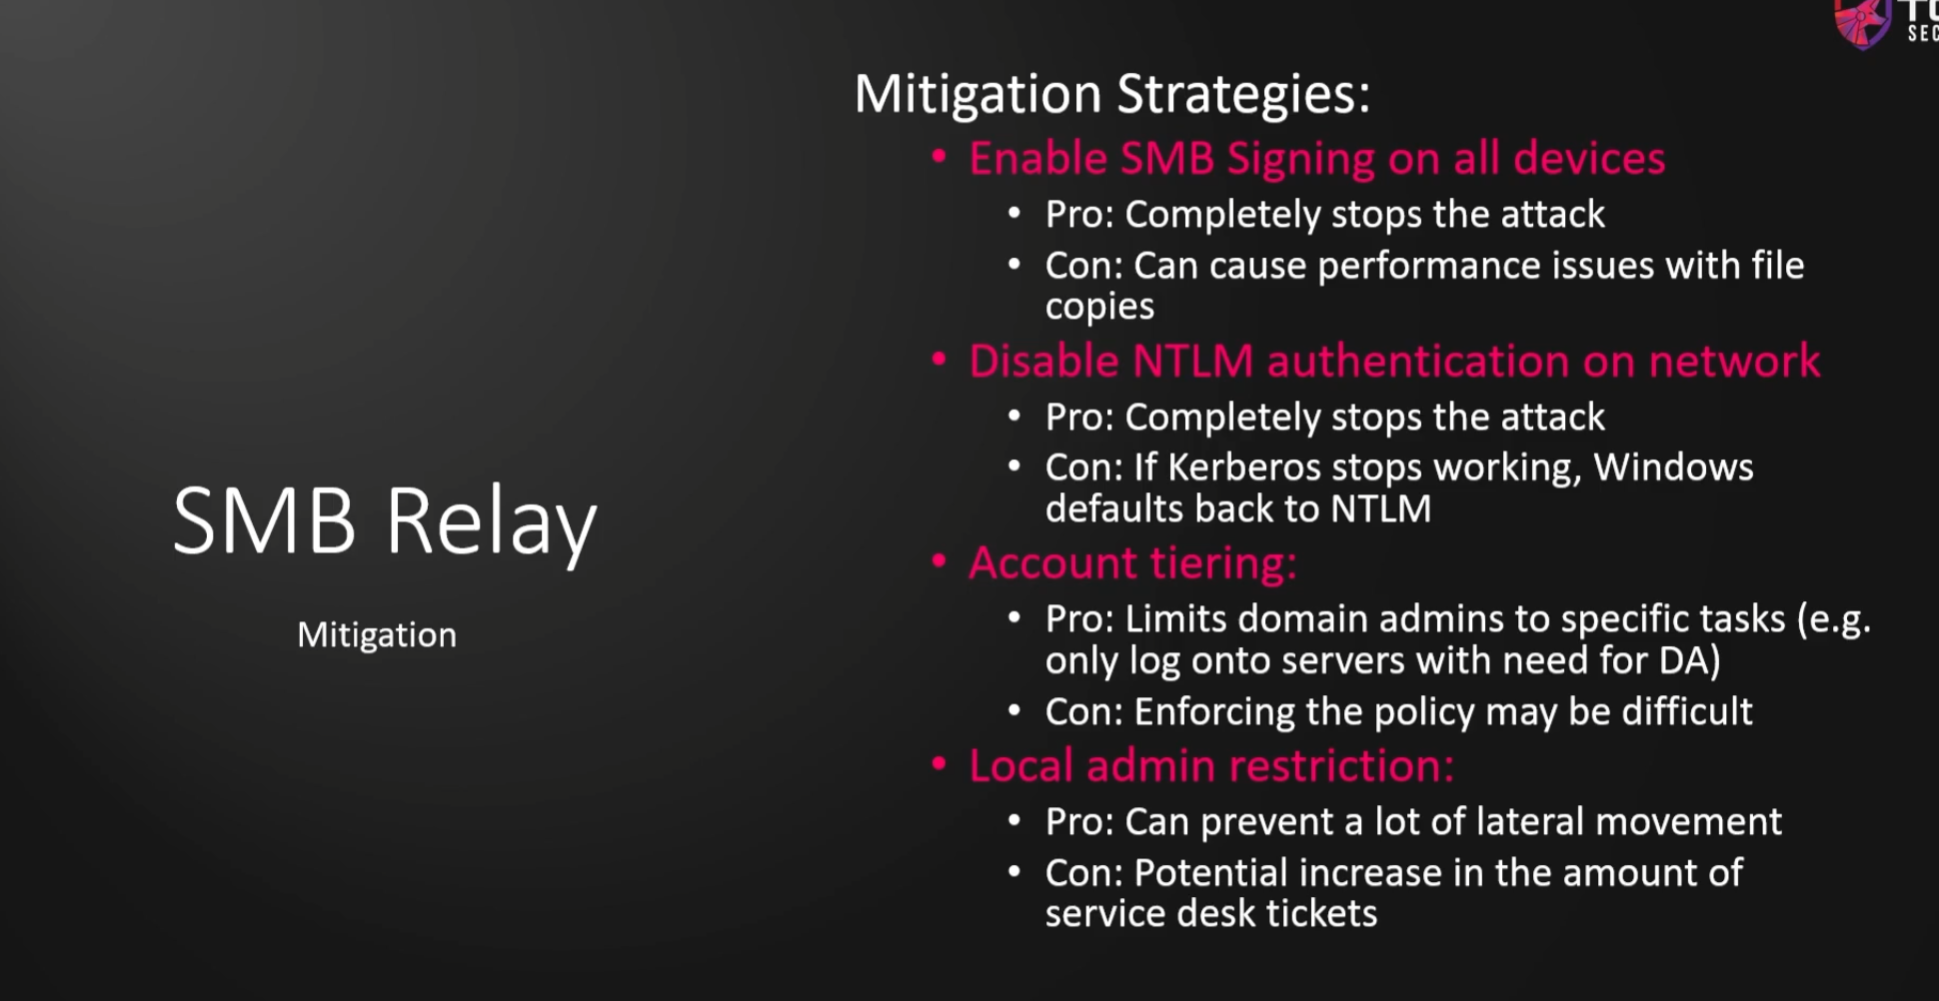 Mitigation Strategies:
• Enable SMB Signing on all devices
• Pro: Completely stops the attack
• Con: Can cause performance issues with file
copies
• Disable NTLM authentication on network
• Pro: Completely stops the attack
• Con: If Kerberos stops working, Windows
defaults back to NTLM
• Account tiering:
• Pro: Limits domain admins to specific tasks (e.g.
only log onto servers with need for DA)
• Con: Enforcing the policy may be difficult
• Local admin restriction:
• Pro: Can prevent a lot of lateral movement
• Con: Potential increase in the amount of
service desk tickets
SMB Relay
Mitigation